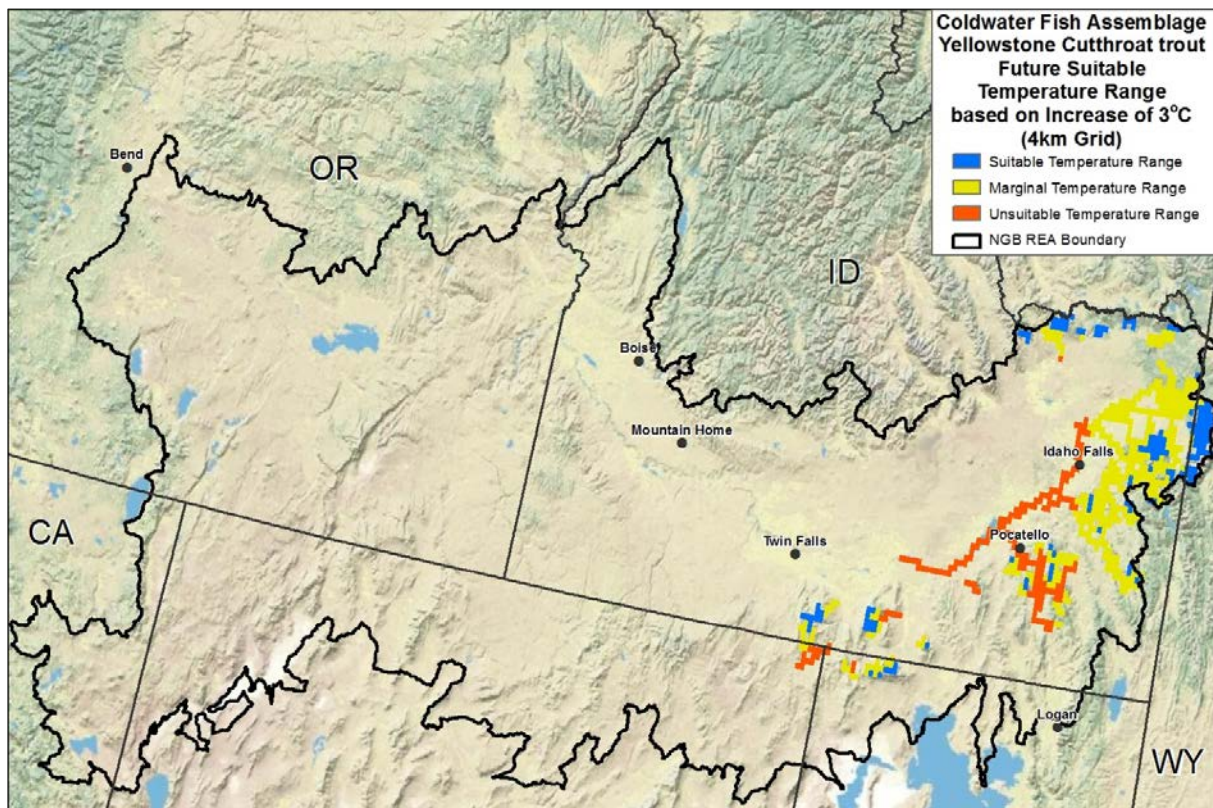 Coldwater Fish Assemblage
Yellowstone Cutthroat trout
Future Suitable
Temperature Range
based on Increase of 3°C
(4km Grid)
Suitable Temperature Range
Marginal Temperature Range
Unsuitable Temperature Range
NGB REA Boundary
Bend
OR
ID
Boise
Mountain Home
Idaho Falls
CA
Twin Falls
Pocatello
Logan
WY